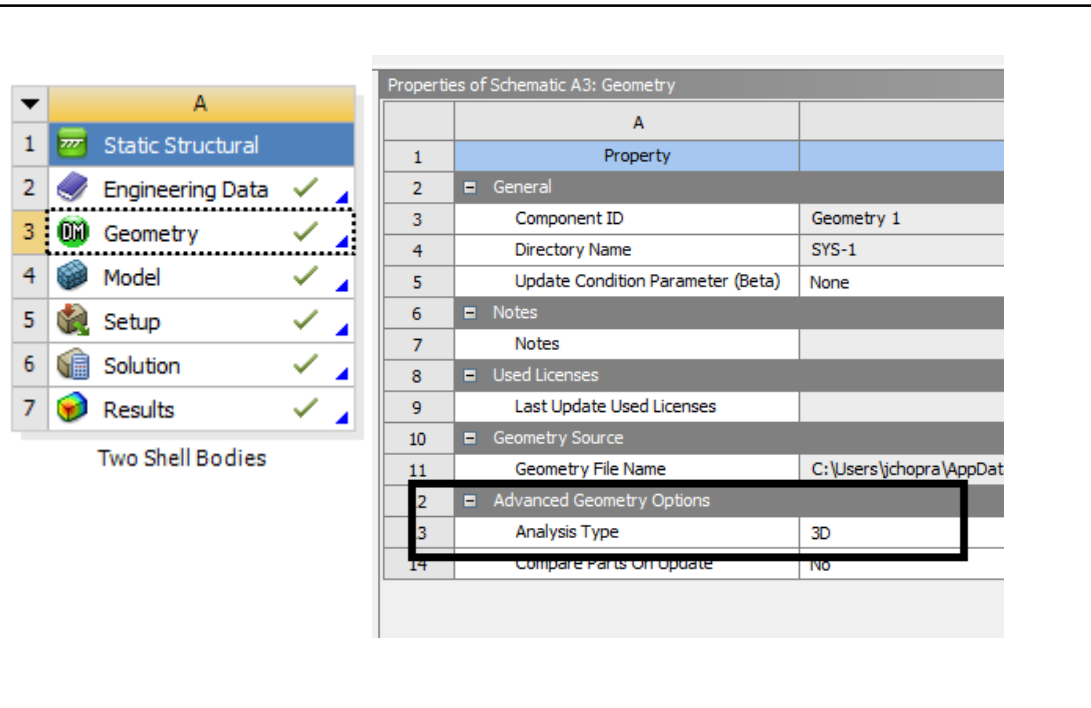 A
1 Static Structural
2 Engineering Data
3 DM Geometry
4 Model
5 Setup
6 Solution
7 Results
Two Shell Bodies
Properties of Schematic A3: Geometry
A
1 Property
2 General
3 Component ID Geometry 1
4 Directory Name SYS-1
5 Update Condition Parameter (Beta) None
6 Notes
7 Notes
8 Used Licenses
9 Last Update Used Licenses
10 Geometry Source
11 Geometry File Name C:\Users\jchopra\AppDat
12 Advanced Geometry Options
13 Analysis Type 3D
14 Compare Parts On Update No